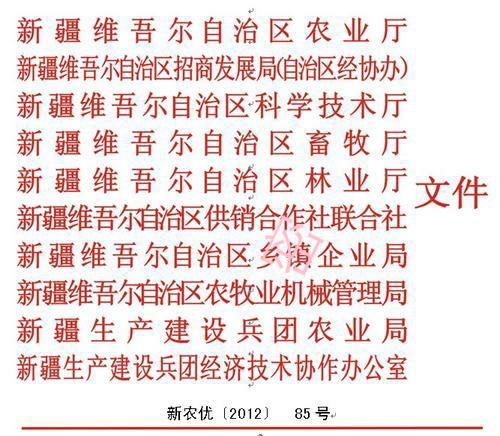 新疆维吾尔自治区农业厅
新疆维吾尔自治区招商发展局(自治区经协办)
新疆维吾尔自治区科学技术厅
新疆维吾尔自治区畜牧厅
新疆维吾尔自治区林业厅
新疆维吾尔自治区供销合作社联合社
新疆维吾尔自治区乡镇企业局
新疆维吾尔自治区农牧业机械管理局
新疆生产建设兵团农业局
新疆生产建设兵团经济技术协作办公室
文件
新农优〔2012〕 85号